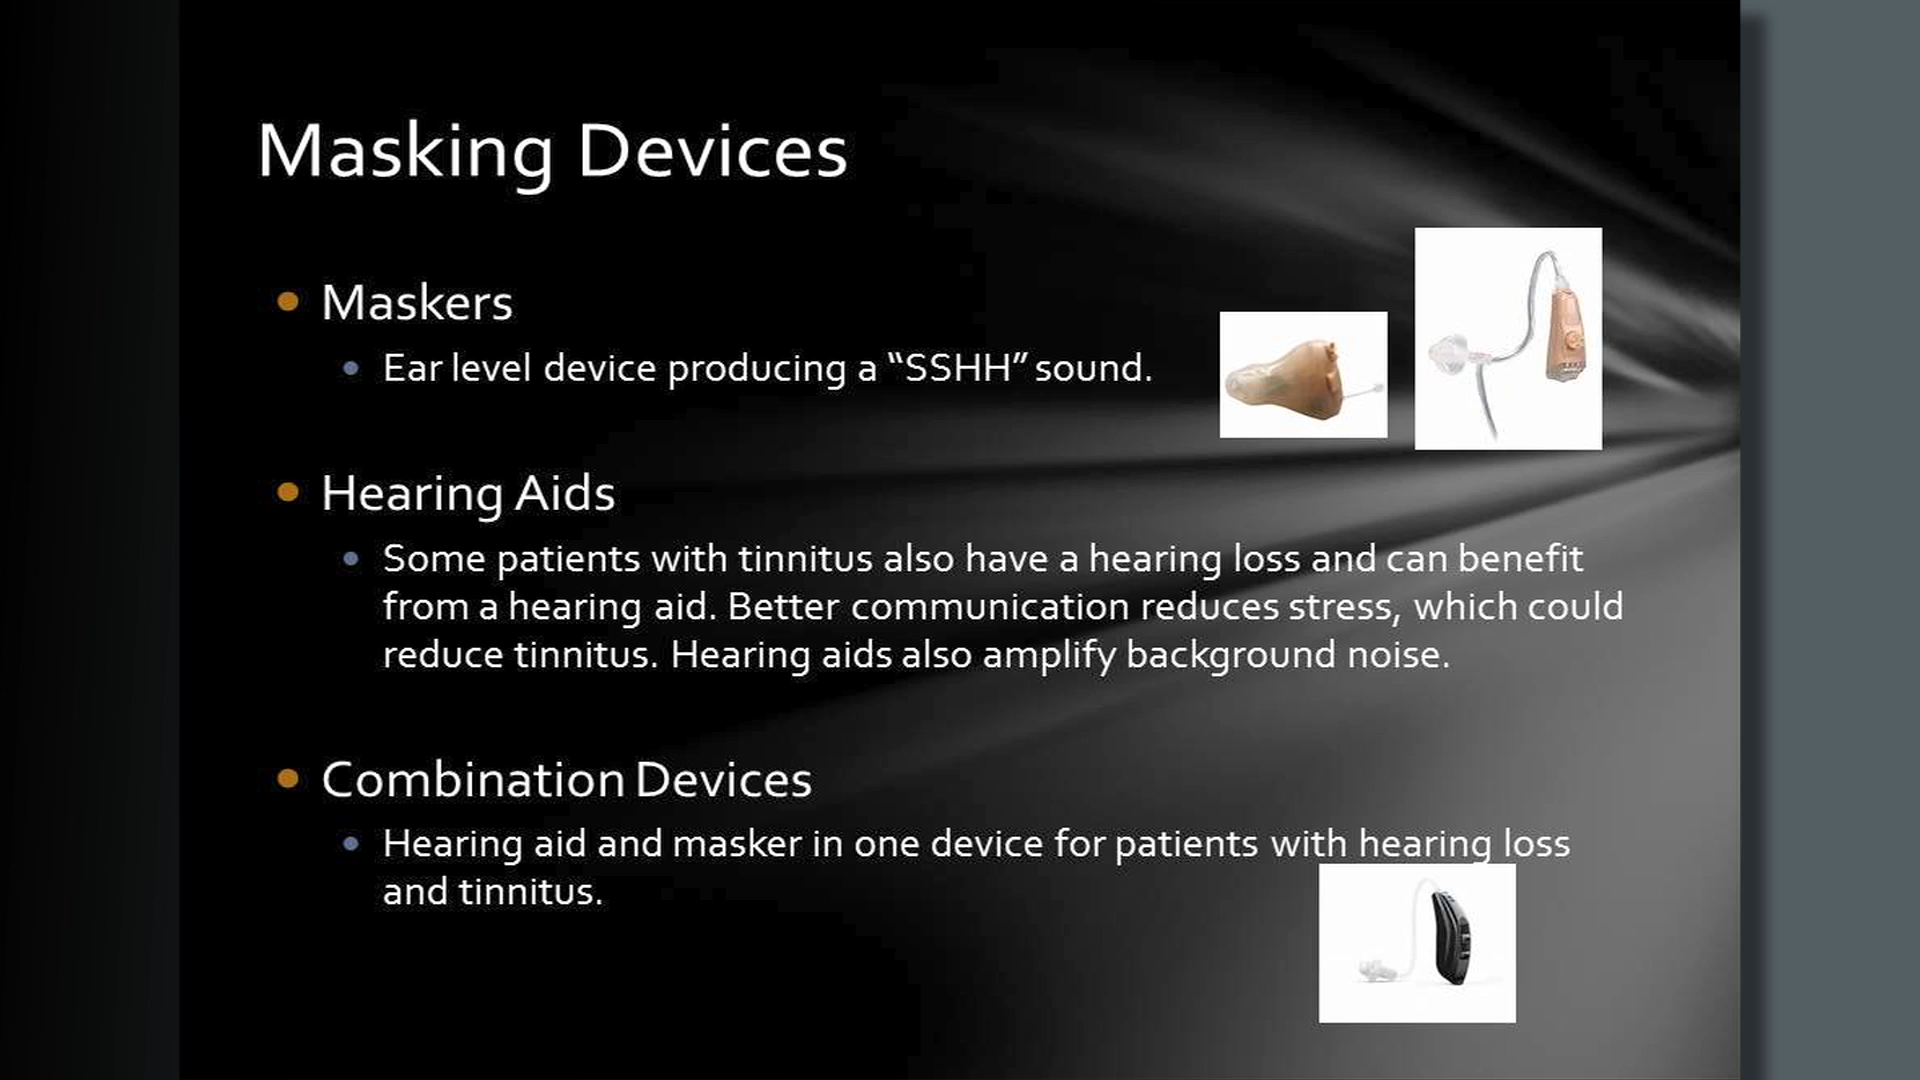 Masking Devices
Maskers
Ear level device producing a “SSHH” sound.
Hearing Aids
Some patients with tinnitus also have a hearing loss and can benefit
from a hearing aid. Better communication reduces stress, which could
reduce tinnitus. Hearing aids also amplify background noise.
Combination Devices
Hearing aid and masker in one device for patients with hearing loss
and tinnitus.